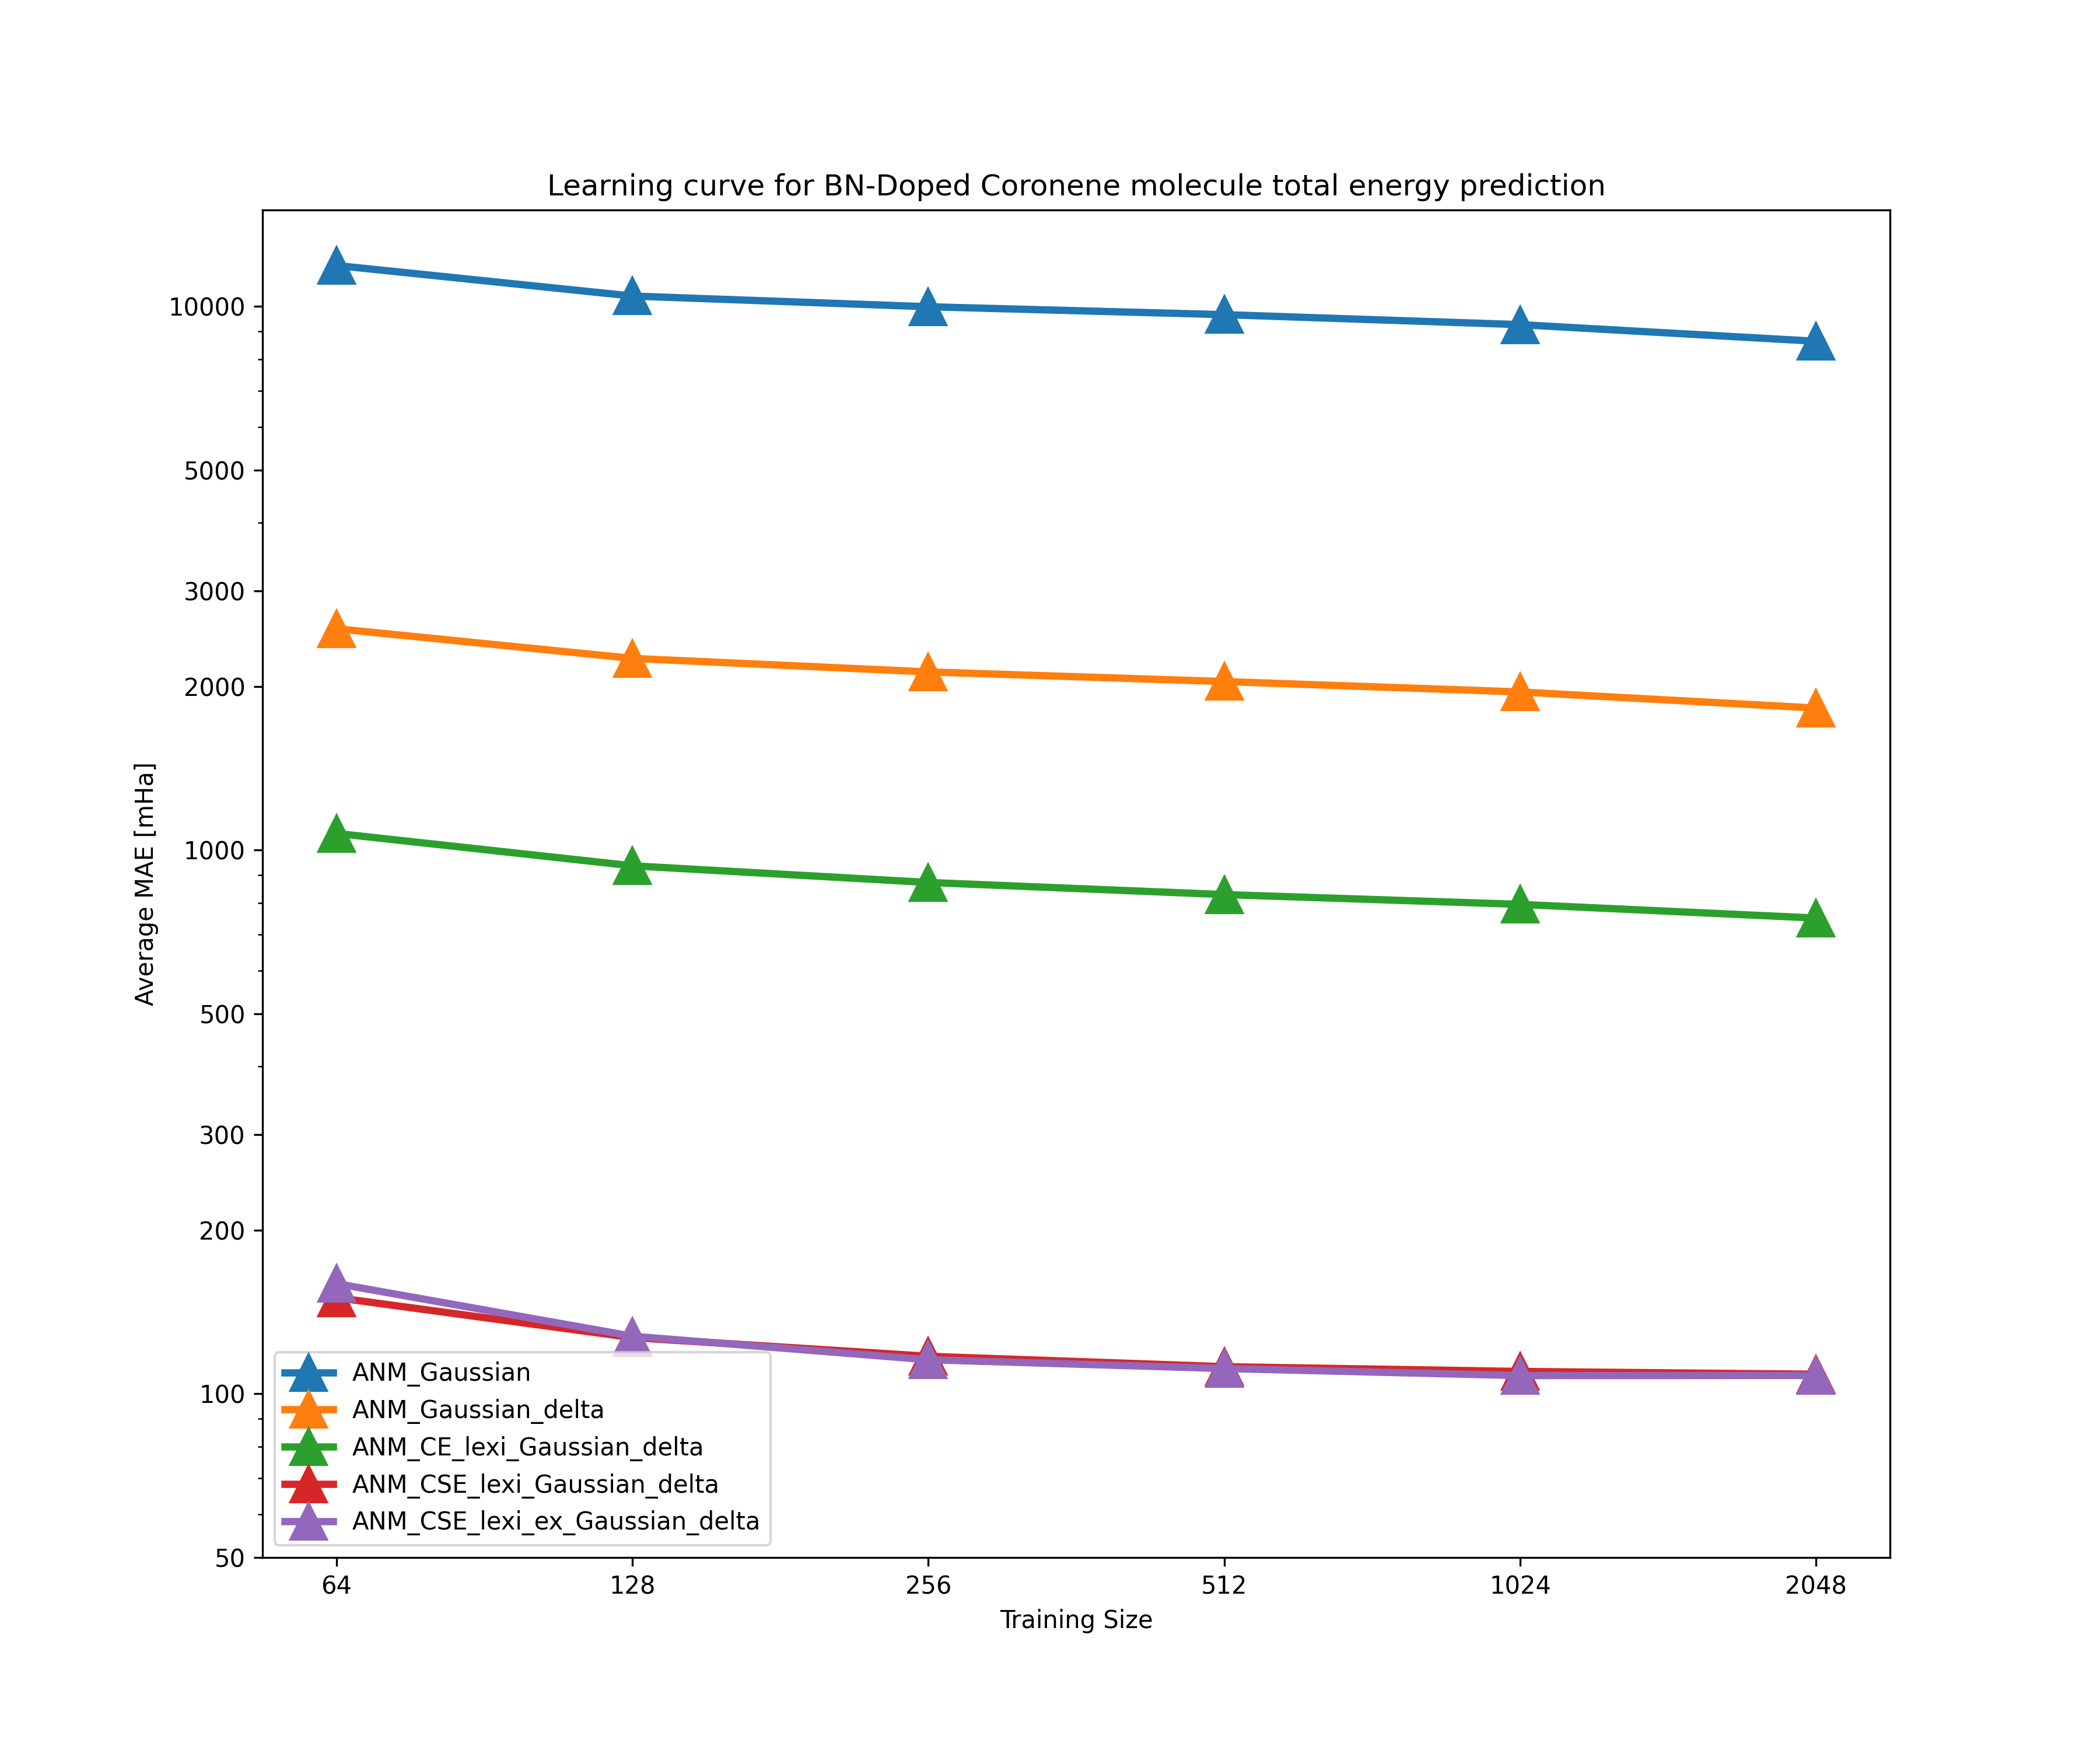 Learning curve for BN-Doped Coronene molecule total energy prediction
Average MAE [mHa]
10000
5000
3000
2000
1000
500
300
200
100
50
ANM_Gaussian
ANM_Gaussian_delta
ANM_CE_lexi_Gaussian_delta
ANM_CSE_lexi_Gaussian_delta
ANM_CSE_lexi_ex_Gaussian_delta
64 128 256 512 1024 2048
Training Size